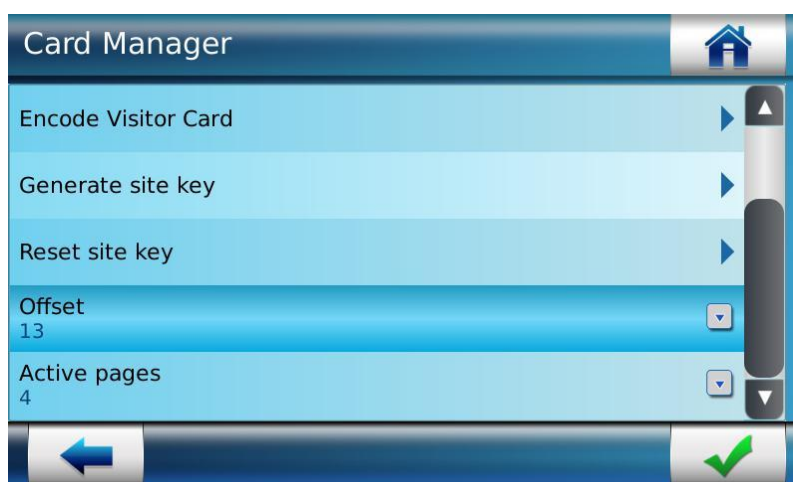 Card Manager
Encode Visitor Card
Generate site key
Reset site key
Offset
13
Active pages
4